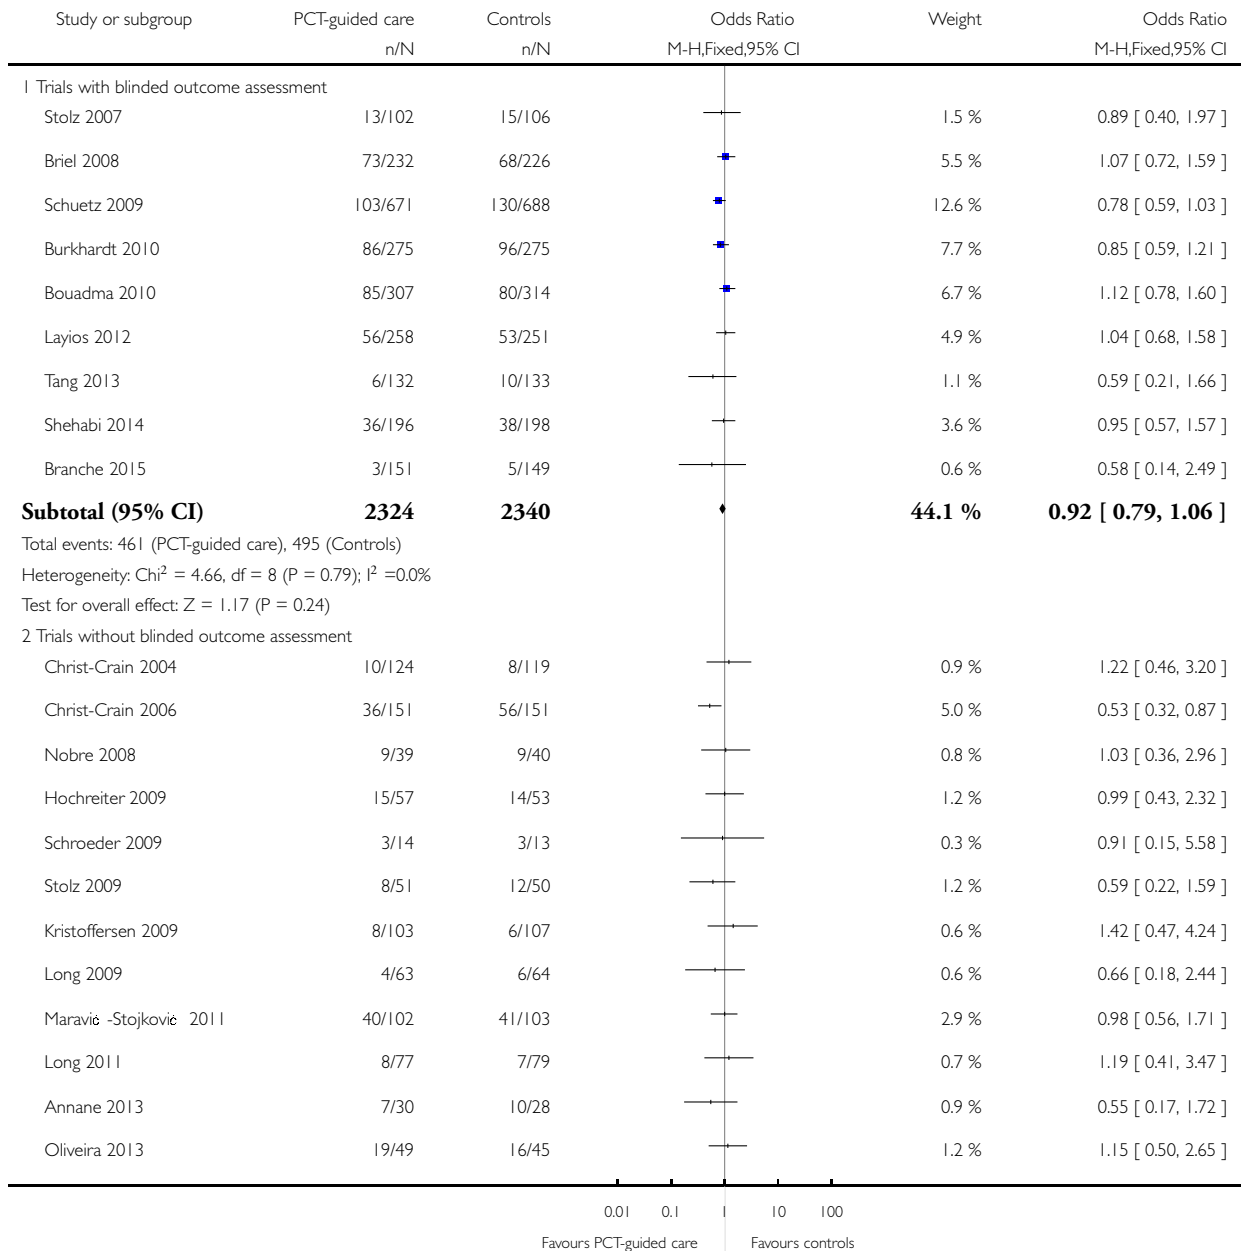 Study or subgroup PCT-guided care Controls Odds Ratio Weight Odds Ratio
n/N n/N M-H,Fixed,95% CI M-H,Fixed,95% CI
1 Trials with blinded outcome assessment
Stolz 2007 13/102 15/106 1.5 % 0.89 [ 0.40, 1.97 ]
Briel 2008 73/232 68/226 5.5 % 1.07 [ 0.72, 1.59 ]
Schuetz 2009 103/671 130/688 12.6 % 0.78 [ 0.59, 1.03 ]
Burkhardt 2010 86/275 96/275 7.7 % 0.85 [ 0.59, 1.21 ]
Bouadma 2010 85/307 80/314 6.7 % 1.12 [ 0.78, 1.60 ]
Layios 2012 56/258 53/251 4.9 % 1.04 [ 0.68, 1.58 ]
Tang 2013 6/132 10/133 1.1 % 0.59 [ 0.21, 1.66 ]
Shehabi 2014 36/196 38/198 3.6 % 0.95 [ 0.57, 1.57 ]
Branche 2015 3/151 5/149 0.6 % 0.58 [ 0.14, 2.49 ]
Subtotal (95% CI) 2324 2340 44.1 % 0.92 [ 0.79, 1.06 ]
Total events: 461 (PCT-guided care), 495 (Controls)
Heterogeneity: Chi² = 4.66, df = 8 (P = 0.79); I² =0.0%
Test for overall effect: Z = 1.17 (P = 0.24)
2 Trials without blinded outcome assessment
Christ-Crain 2004 10/124 8/119 0.9 % 1.22 [ 0.46, 3.20 ]
Christ-Crain 2006 36/151 56/151 5.0 % 0.53 [ 0.32, 0.87 ]
Nobre 2008 9/39 9/40 0.8 % 1.03 [ 0.36, 2.96 ]
Hochreiter 2009 15/57 14/53 1.2 % 0.99 [ 0.43, 2.32 ]
Schroeder 2009 3/14 3/13 0.3 % 0.91 [ 0.15, 5.58 ]
Stolz 2009 8/51 12/50 1.2 % 0.59 [ 0.22, 1.59 ]
Kristoffersen 2009 8/103 6/107 0.6 % 1.42 [ 0.47, 4.24 ]
Long 2009 4/63 6/64 0.6 % 0.66 [ 0.18, 2.44 ]
Maravić -Stojković 2011 40/102 41/103 2.9 % 0.98 [ 0.56, 1.71 ]
Long 2011 8/77 7/79 0.7 % 1.19 [ 0.41, 3.47 ]
Annane 2013 7/30 10/28 0.9 % 0.55 [ 0.17, 1.72 ]
Oliveira 2013 19/49 16/45 1.2 % 1.15 [ 0.50, 2.65 ]
0.01 0.1 1 10 100
Favours PCT-guided care Favours controls